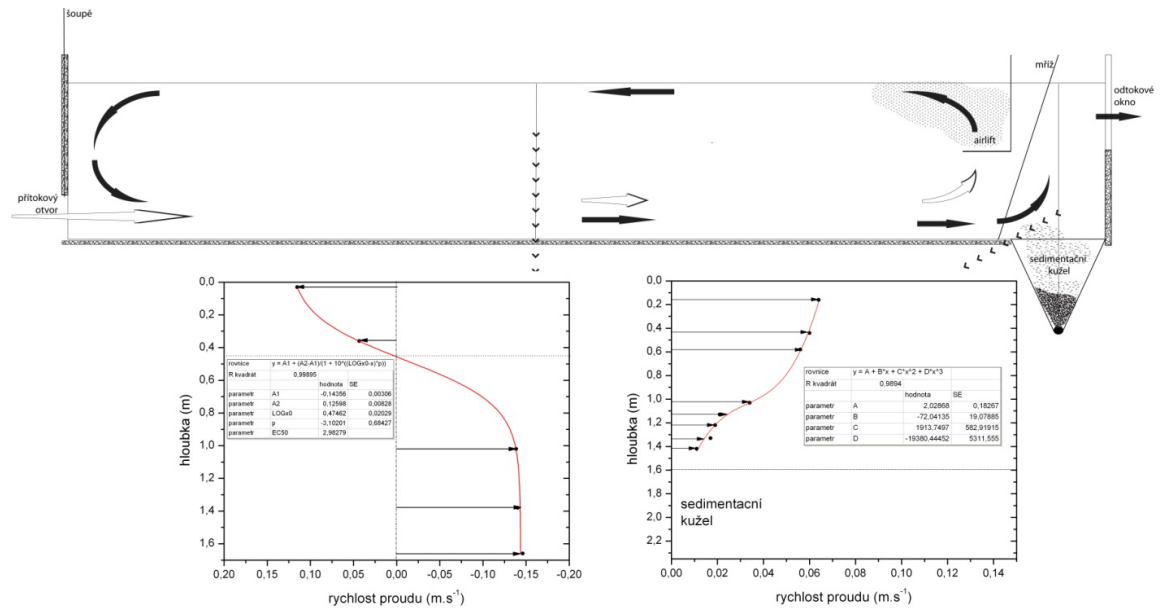 šoupě
mříž
odtokové
okno
airlift
přítokový
otvor
sedimentační
kužel
0,0
0,2
0,4
0,6
0,8
1,0
1,2
1,4
1,6
hloubka (m)
rovnice y = A1 + (A2-A1)/(1 + 10^((LOGx0-x)*p))
R kvadrát 0,99895
hodnota SE
parametr A1 -0,14356 0,00306
parametr A2 0,12598 0,00828
parametr LOGx0 0,47462 0,02029
parametr p -3,10201 0,68427
parametr EC50 2,98279
0,20 0,15 0,10 0,05 0,00 -0,05 -0,10 -0,15 -0,20
rychlost proudu (m.s-1)
0,0
0,2
0,4
0,6
0,8
1,0
1,2
1,4
1,6
1,8
2,0
2,2
hloubka (m)
rovnice y = A + B*x + C*x^2 + D*x^3
R kvadrát 0,9894
hodnota SE
parametr A 2,02868 0,18267
parametr B -72,04135 19,07885
parametr C 1913,7497 582,91915
parametr D -19380,44452 5311,555
sedimentacní
kužel
0,00 0,02 0,04 0,06 0,08 0,10 0,12 0,14
rychlost proudu (m.s-1)